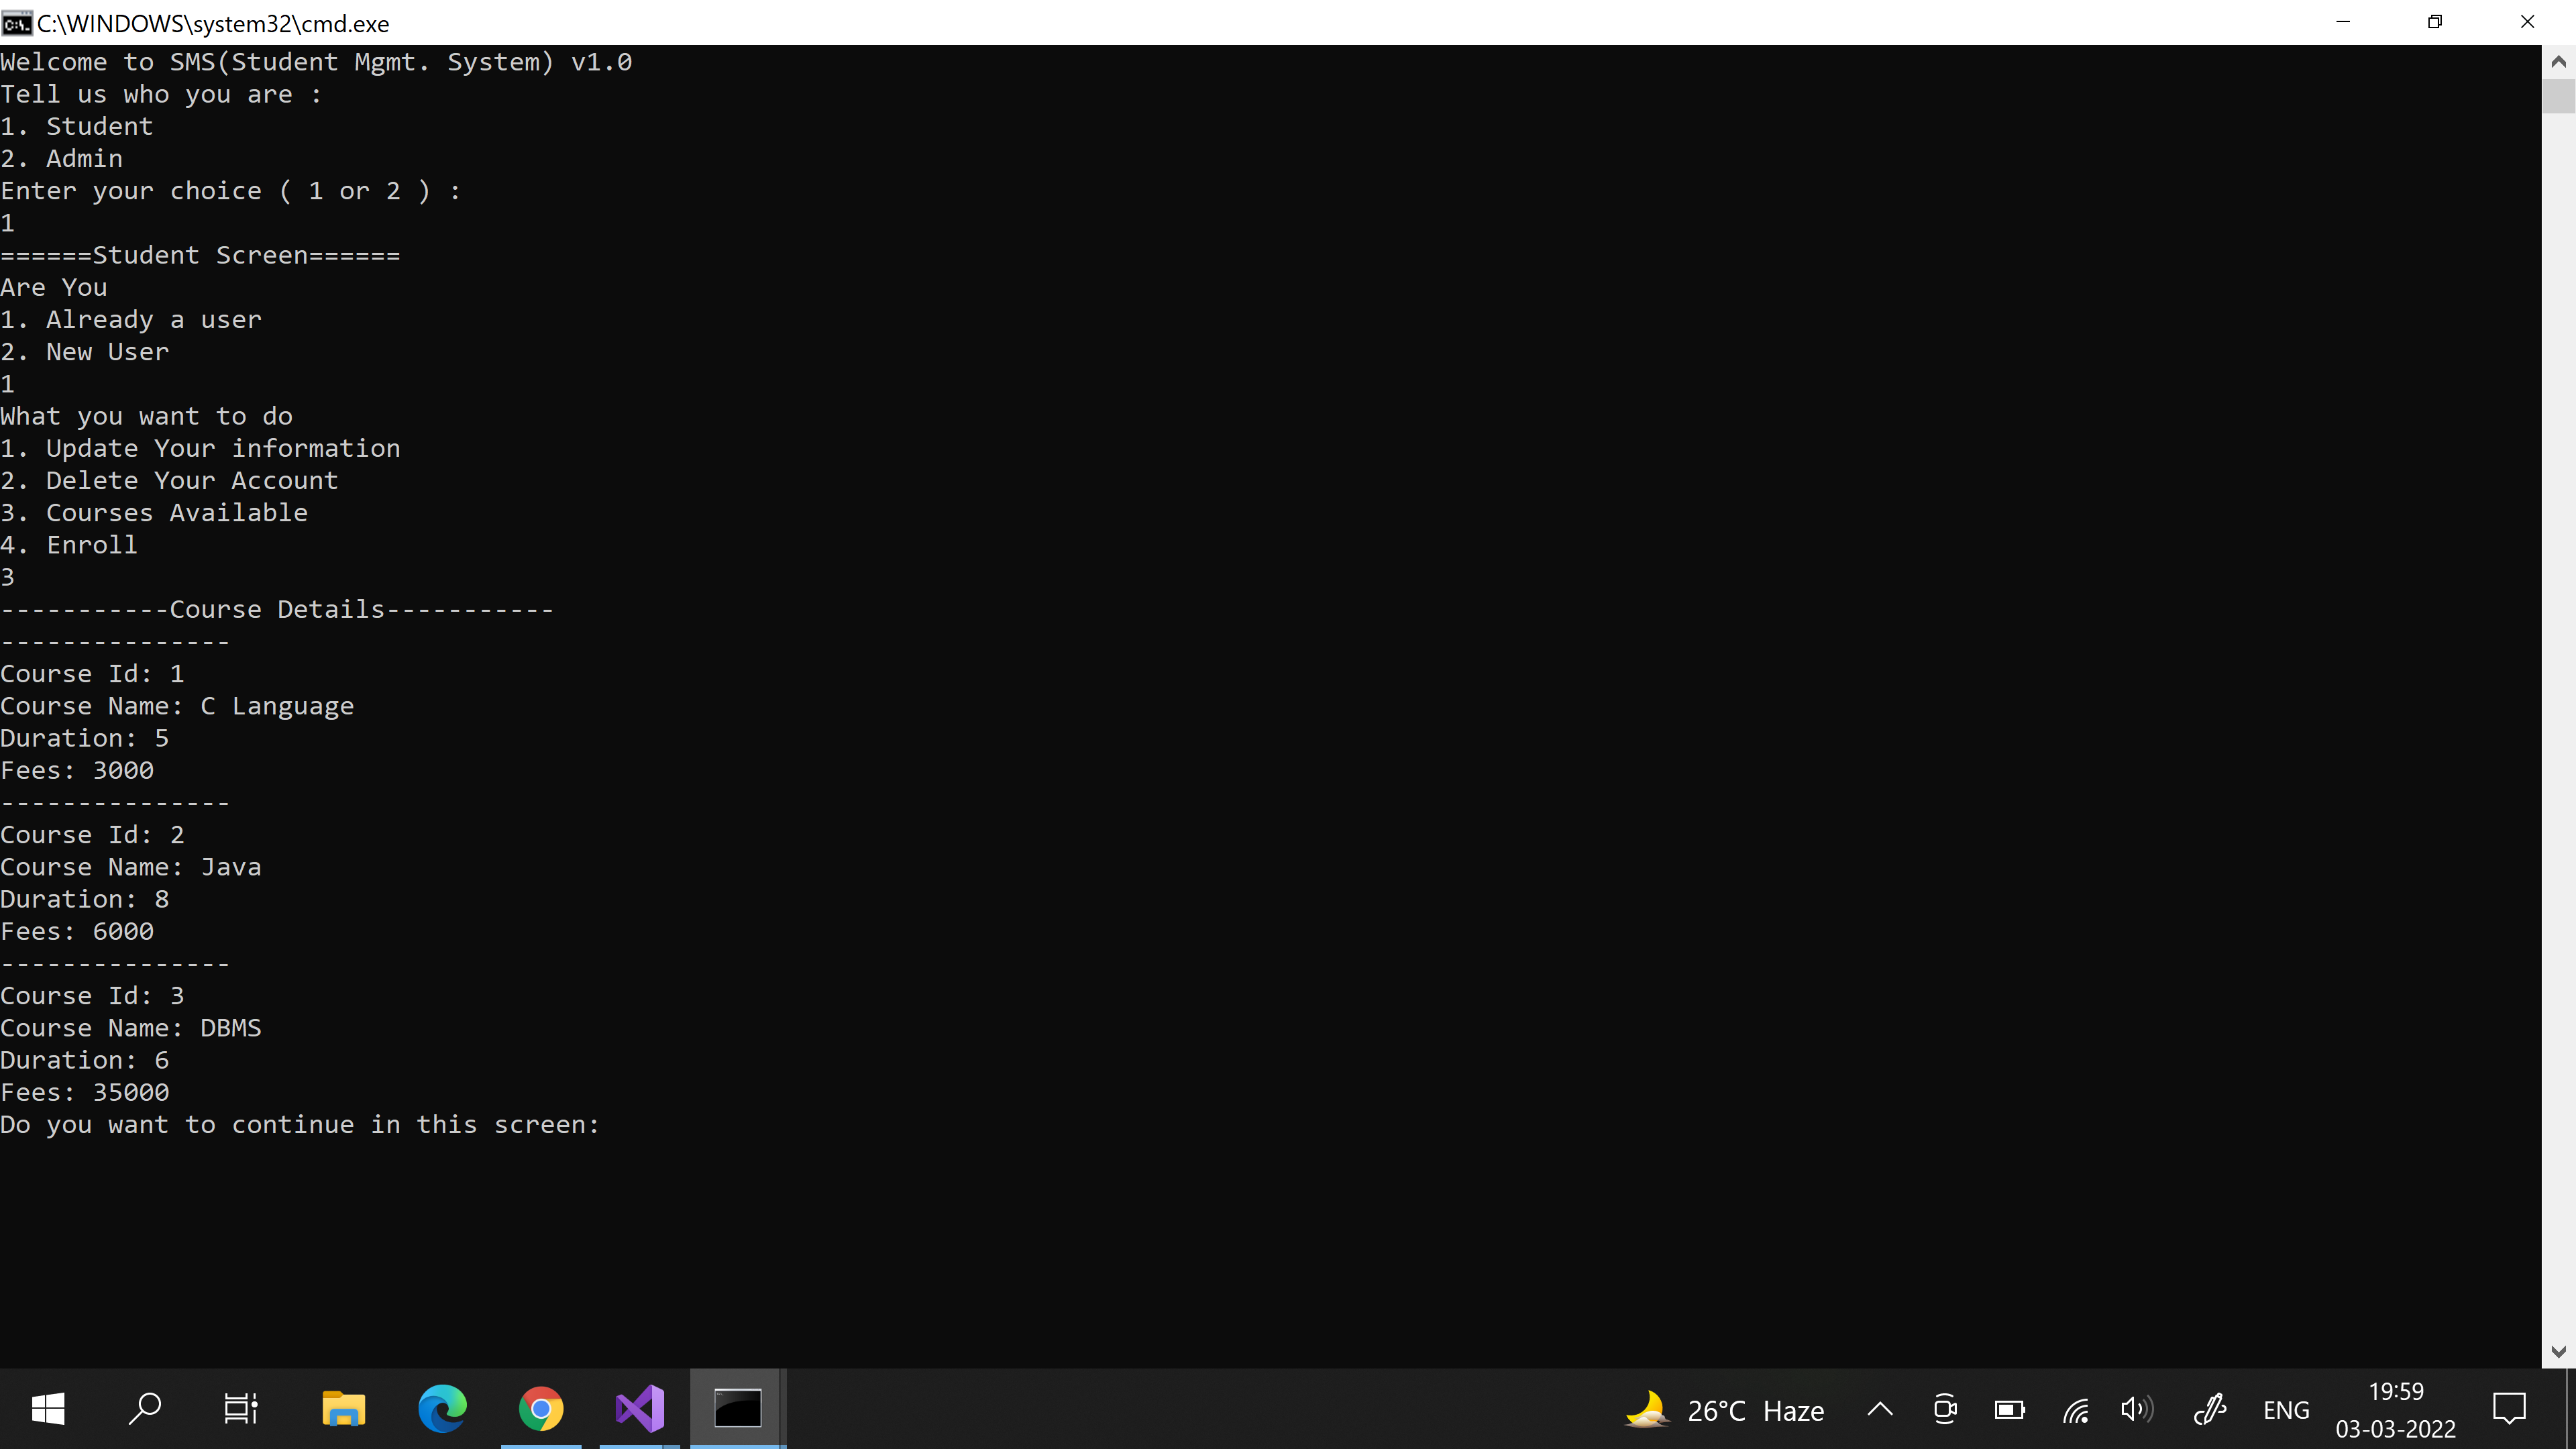 C:\WINDOWS\system32\cmd.exe
Welcome to SMS(Student Mgmt. System) v1.0
Tell us who you are :
1. Student
2. Admin
Enter your choice ( 1 or 2 ) :
1
======Student Screen======
Are You
1. Already a user
2. New User
1
What you want to do
1. Update Your information
2. Delete Your Account
3. Courses Available
4. Enroll
3
-----------Course Details-----------
---------------
Course Id: 1
Course Name: C Language
Duration: 5
Fees: 3000
---------------
Course Id: 2
Course Name: Java
Duration: 8
Fees: 6000
---------------
Course Id: 3
Course Name: DBMS
Duration: 6
Fees: 35000
Do you want to continue in this screen:
26°C Haze
ENG
19:59
03-03-2022